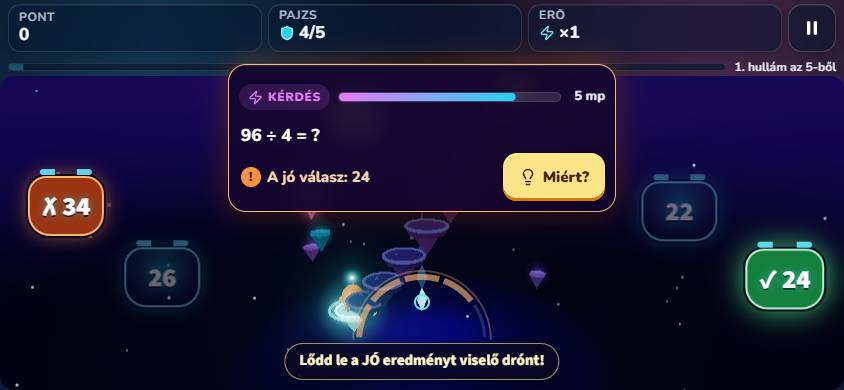 PONT
0
PAJZS
4/5
ERŐ
×1
1. hullám az 5-ből
KÉRDÉS
5 mp
96 ÷ 4 = ?
! A jó válasz: 24
Miért?
✗ 34
26
22
✓ 24
Lődd le a JÓ eredményt viselő drónt!